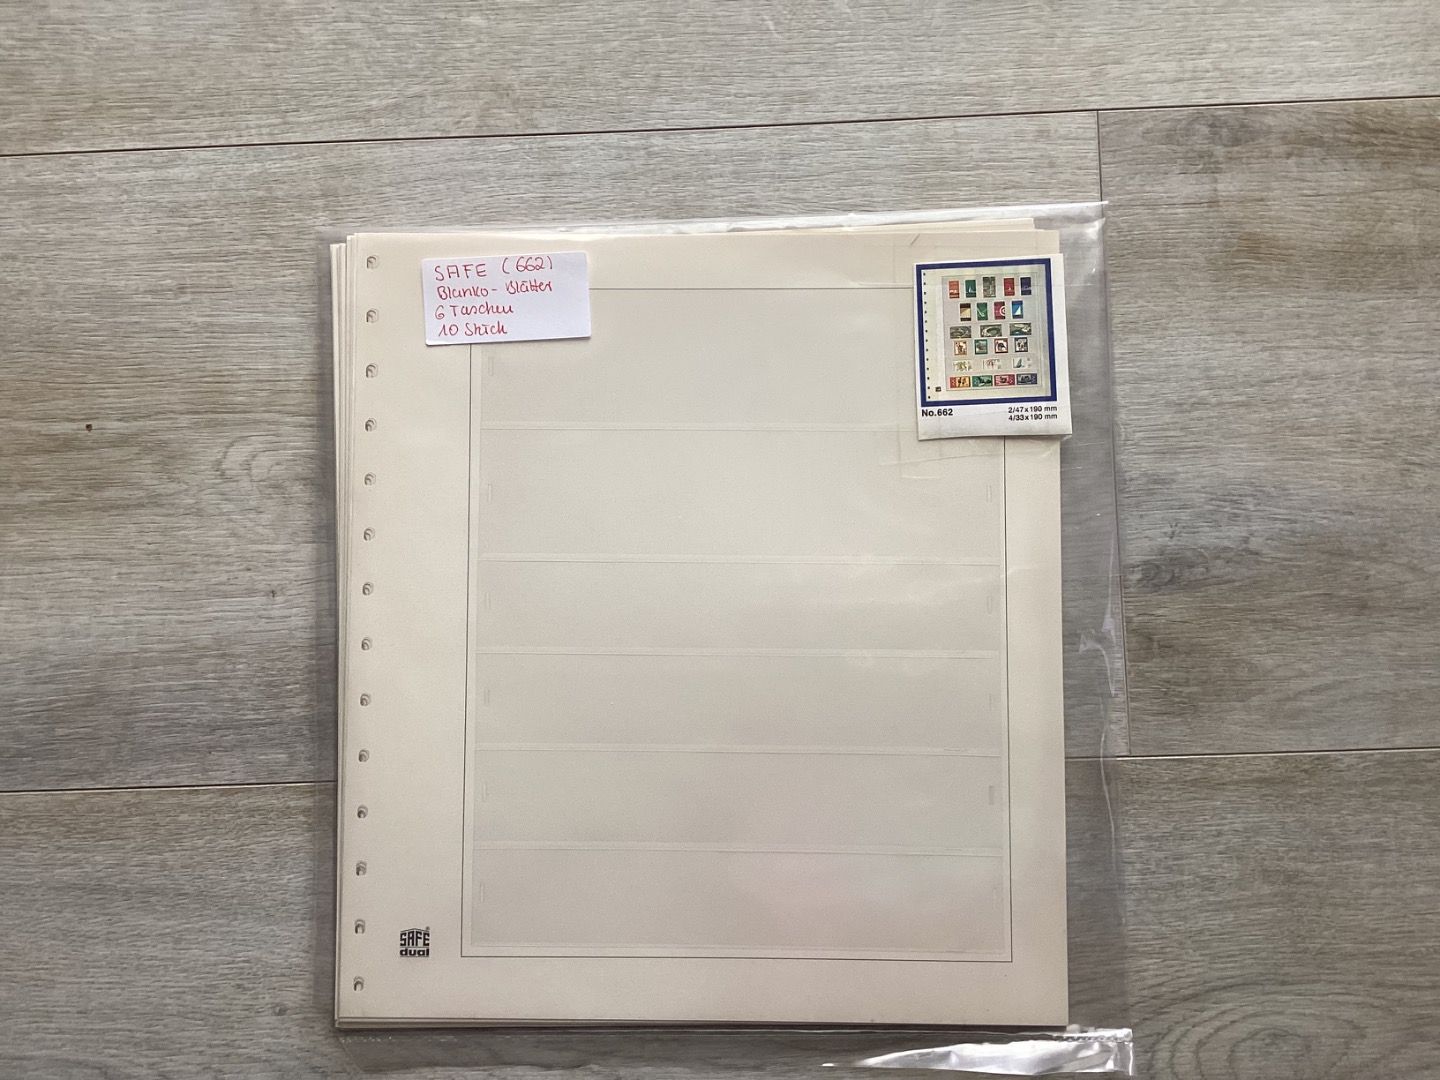 SAFE (662)
Blanko-Blätter
6 Taschen
10 Stück
No.662
2/47x190 mm
4/33x190 mm
SAFE
dual